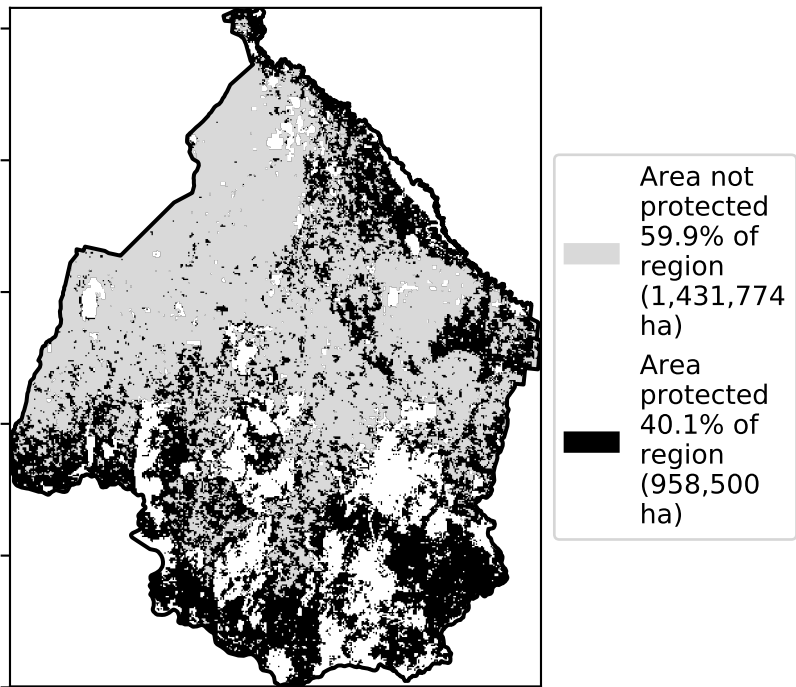 Area not
protected
59.9% of
region
(1,431,774
ha)
Area
protected
40.1% of
region
(958,500
ha)